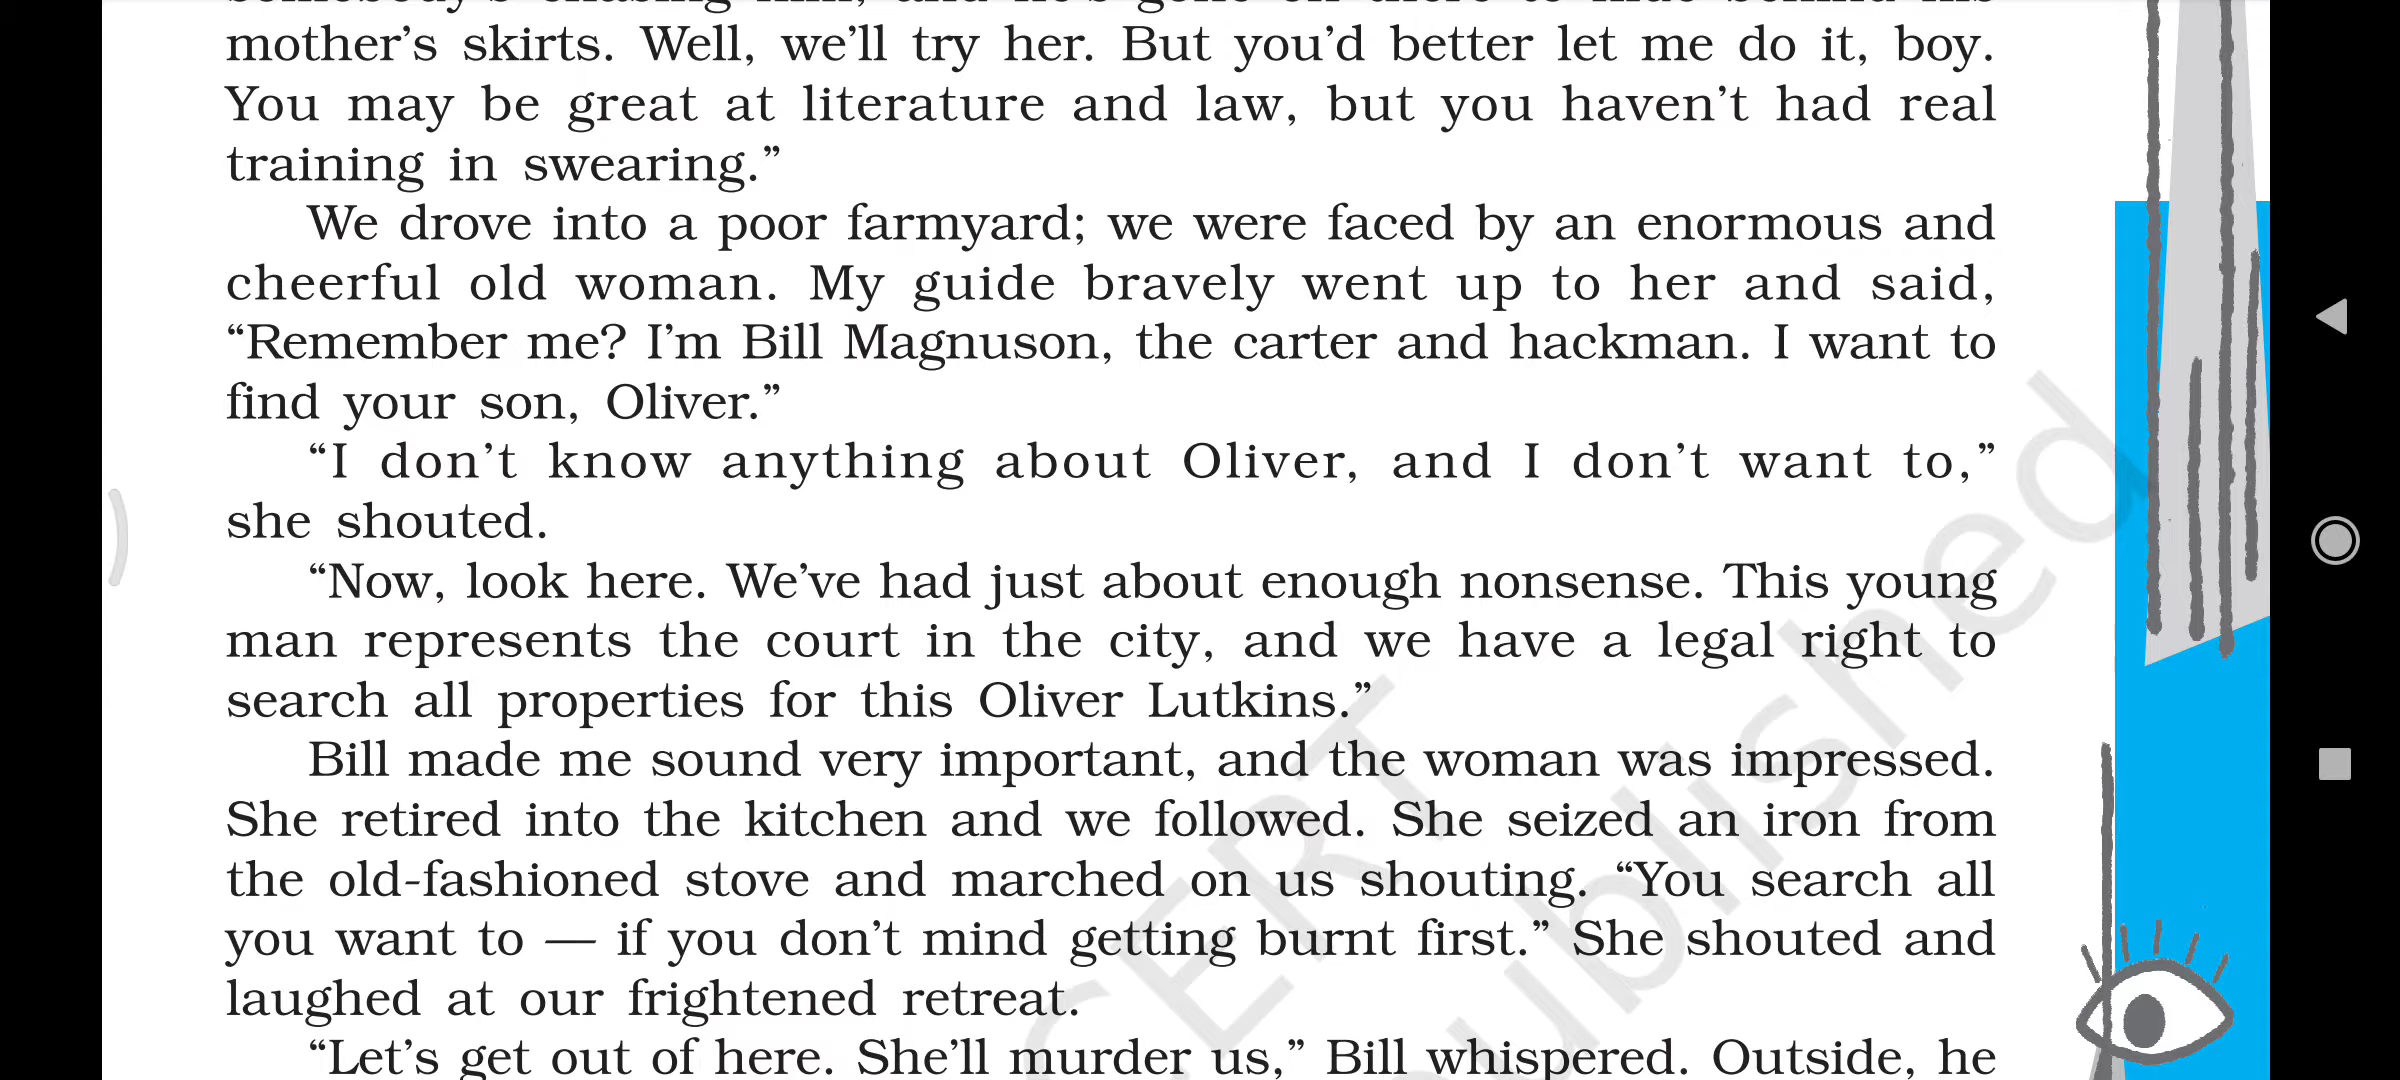 mother’s skirts. Well, we’ll try her. But you’d better let me do it, boy.
You may be great at literature and law, but you haven’t had real
training in swearing.”
We drove into a poor farmyard; we were faced by an enormous and
cheerful old woman. My guide bravely went up to her and said,
“Remember me? I’m Bill Magnuson, the carter and hackman. I want to
find your son, Oliver.”
“I don’t know anything about Oliver, and I don’t want to,”
she shouted.
“Now, look here. We’ve had just about enough nonsense. This young
man represents the court in the city, and we have a legal right to
search all properties for this Oliver Lutkins.”
Bill made me sound very important, and the woman was impressed.
She retired into the kitchen and we followed. She seized an iron from
the old-fashioned stove and marched on us shouting. “You search all
you want to — if you don’t mind getting burnt first.” She shouted and
laughed at our frightened retreat.
“Let’s get out of here. She’ll murder us,” Bill whispered. Outside, he
CERT
ublished